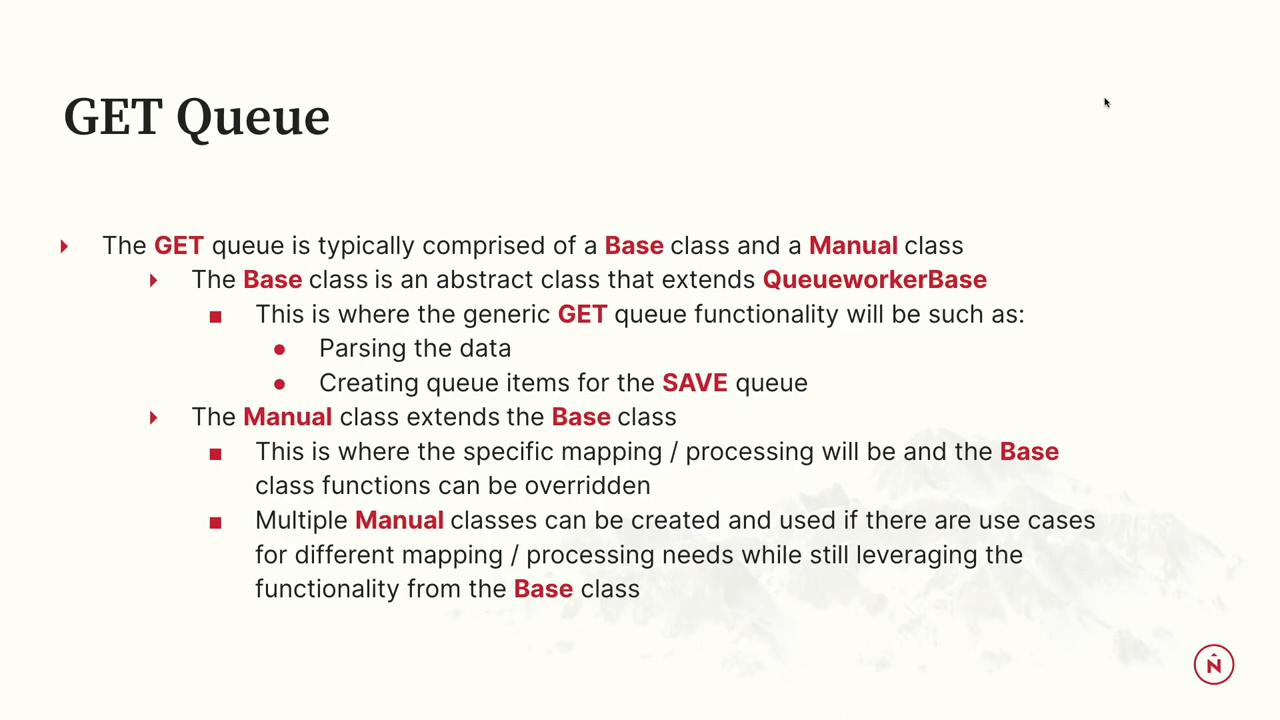 GET Queue
The GET queue is typically comprised of a Base class and a Manual class
The Base class is an abstract class that extends QueueworkerBase
This is where the generic GET queue functionality will be such as:
Parsing the data
Creating queue items for the SAVE queue
The Manual class extends the Base class
This is where the specific mapping / processing will be and the Base
class functions can be overridden
Multiple Manual classes can be created and used if there are use cases
for different mapping / processing needs while still leveraging the
functionality from the Base class
N